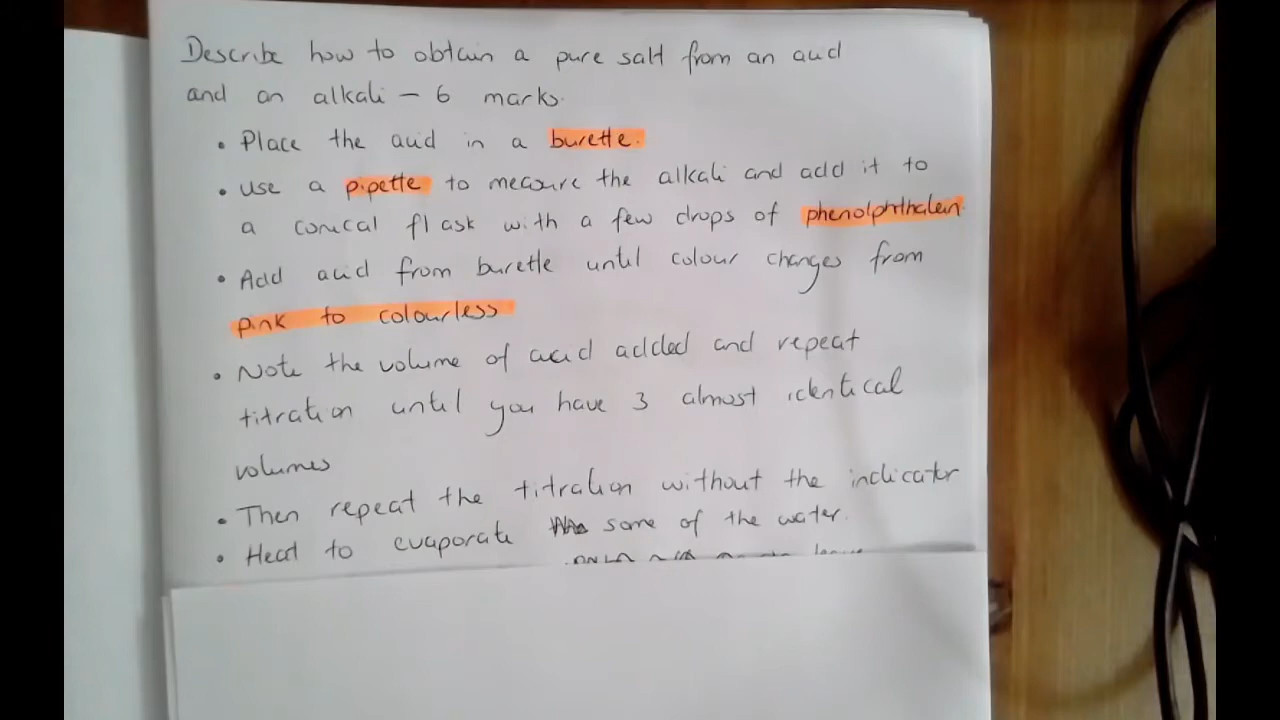 Describe how to obtain a pure salt from an acid
and an alkali – 6 marks.
• Place the acid in a burette.
• Use a pipette to measure the alkali and add it to
a conical flask with a few drops of phenolphthalein.
• Add acid from burette until colour changes from
pink to colourless
• Note the volume of acid added and repeat
titration until you have 3 almost identical
volumes
• Then repeat the titration without the indicator
• Heat to evaporate some of the water.